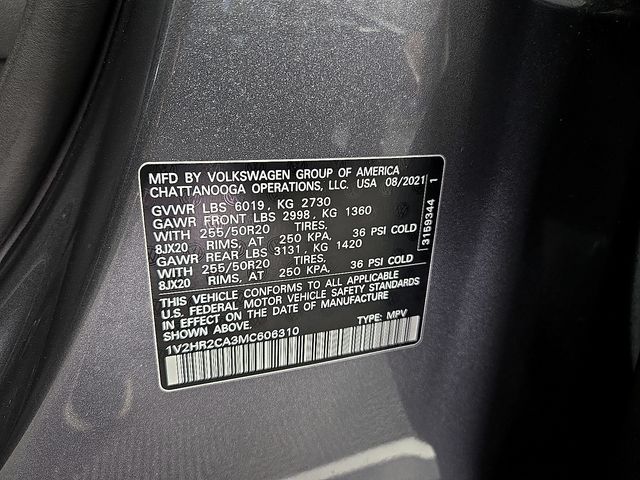 MFD BY VOLKSWAGEN GROUP OF AMERICA
CHATTANOOGA OPERATIONS, LLC. USA 08/2021
GVWR LBS 6019, KG 2730
GAWR FRONT LBS 2998, KG 1360
WITH 255/50R20 TIRES,
8JX20 RIMS, AT 250 KPA, 36 PSI COLD
GAWR REAR LBS 3131, KG 1420
WITH 255/50R20 TIRES,
8JX20 RIMS, AT 250 KPA, 36 PSI COLD
THIS VEHICLE CONFORMS TO ALL APPLICABLE
U.S. FEDERAL MOTOR VEHICLE SAFETY STANDARDS
IN EFFECT ON THE DATE OF MANUFACTURE
SHOWN ABOVE.
1V2HR2CA3MC606310 TYPE: MPV
3159344 1